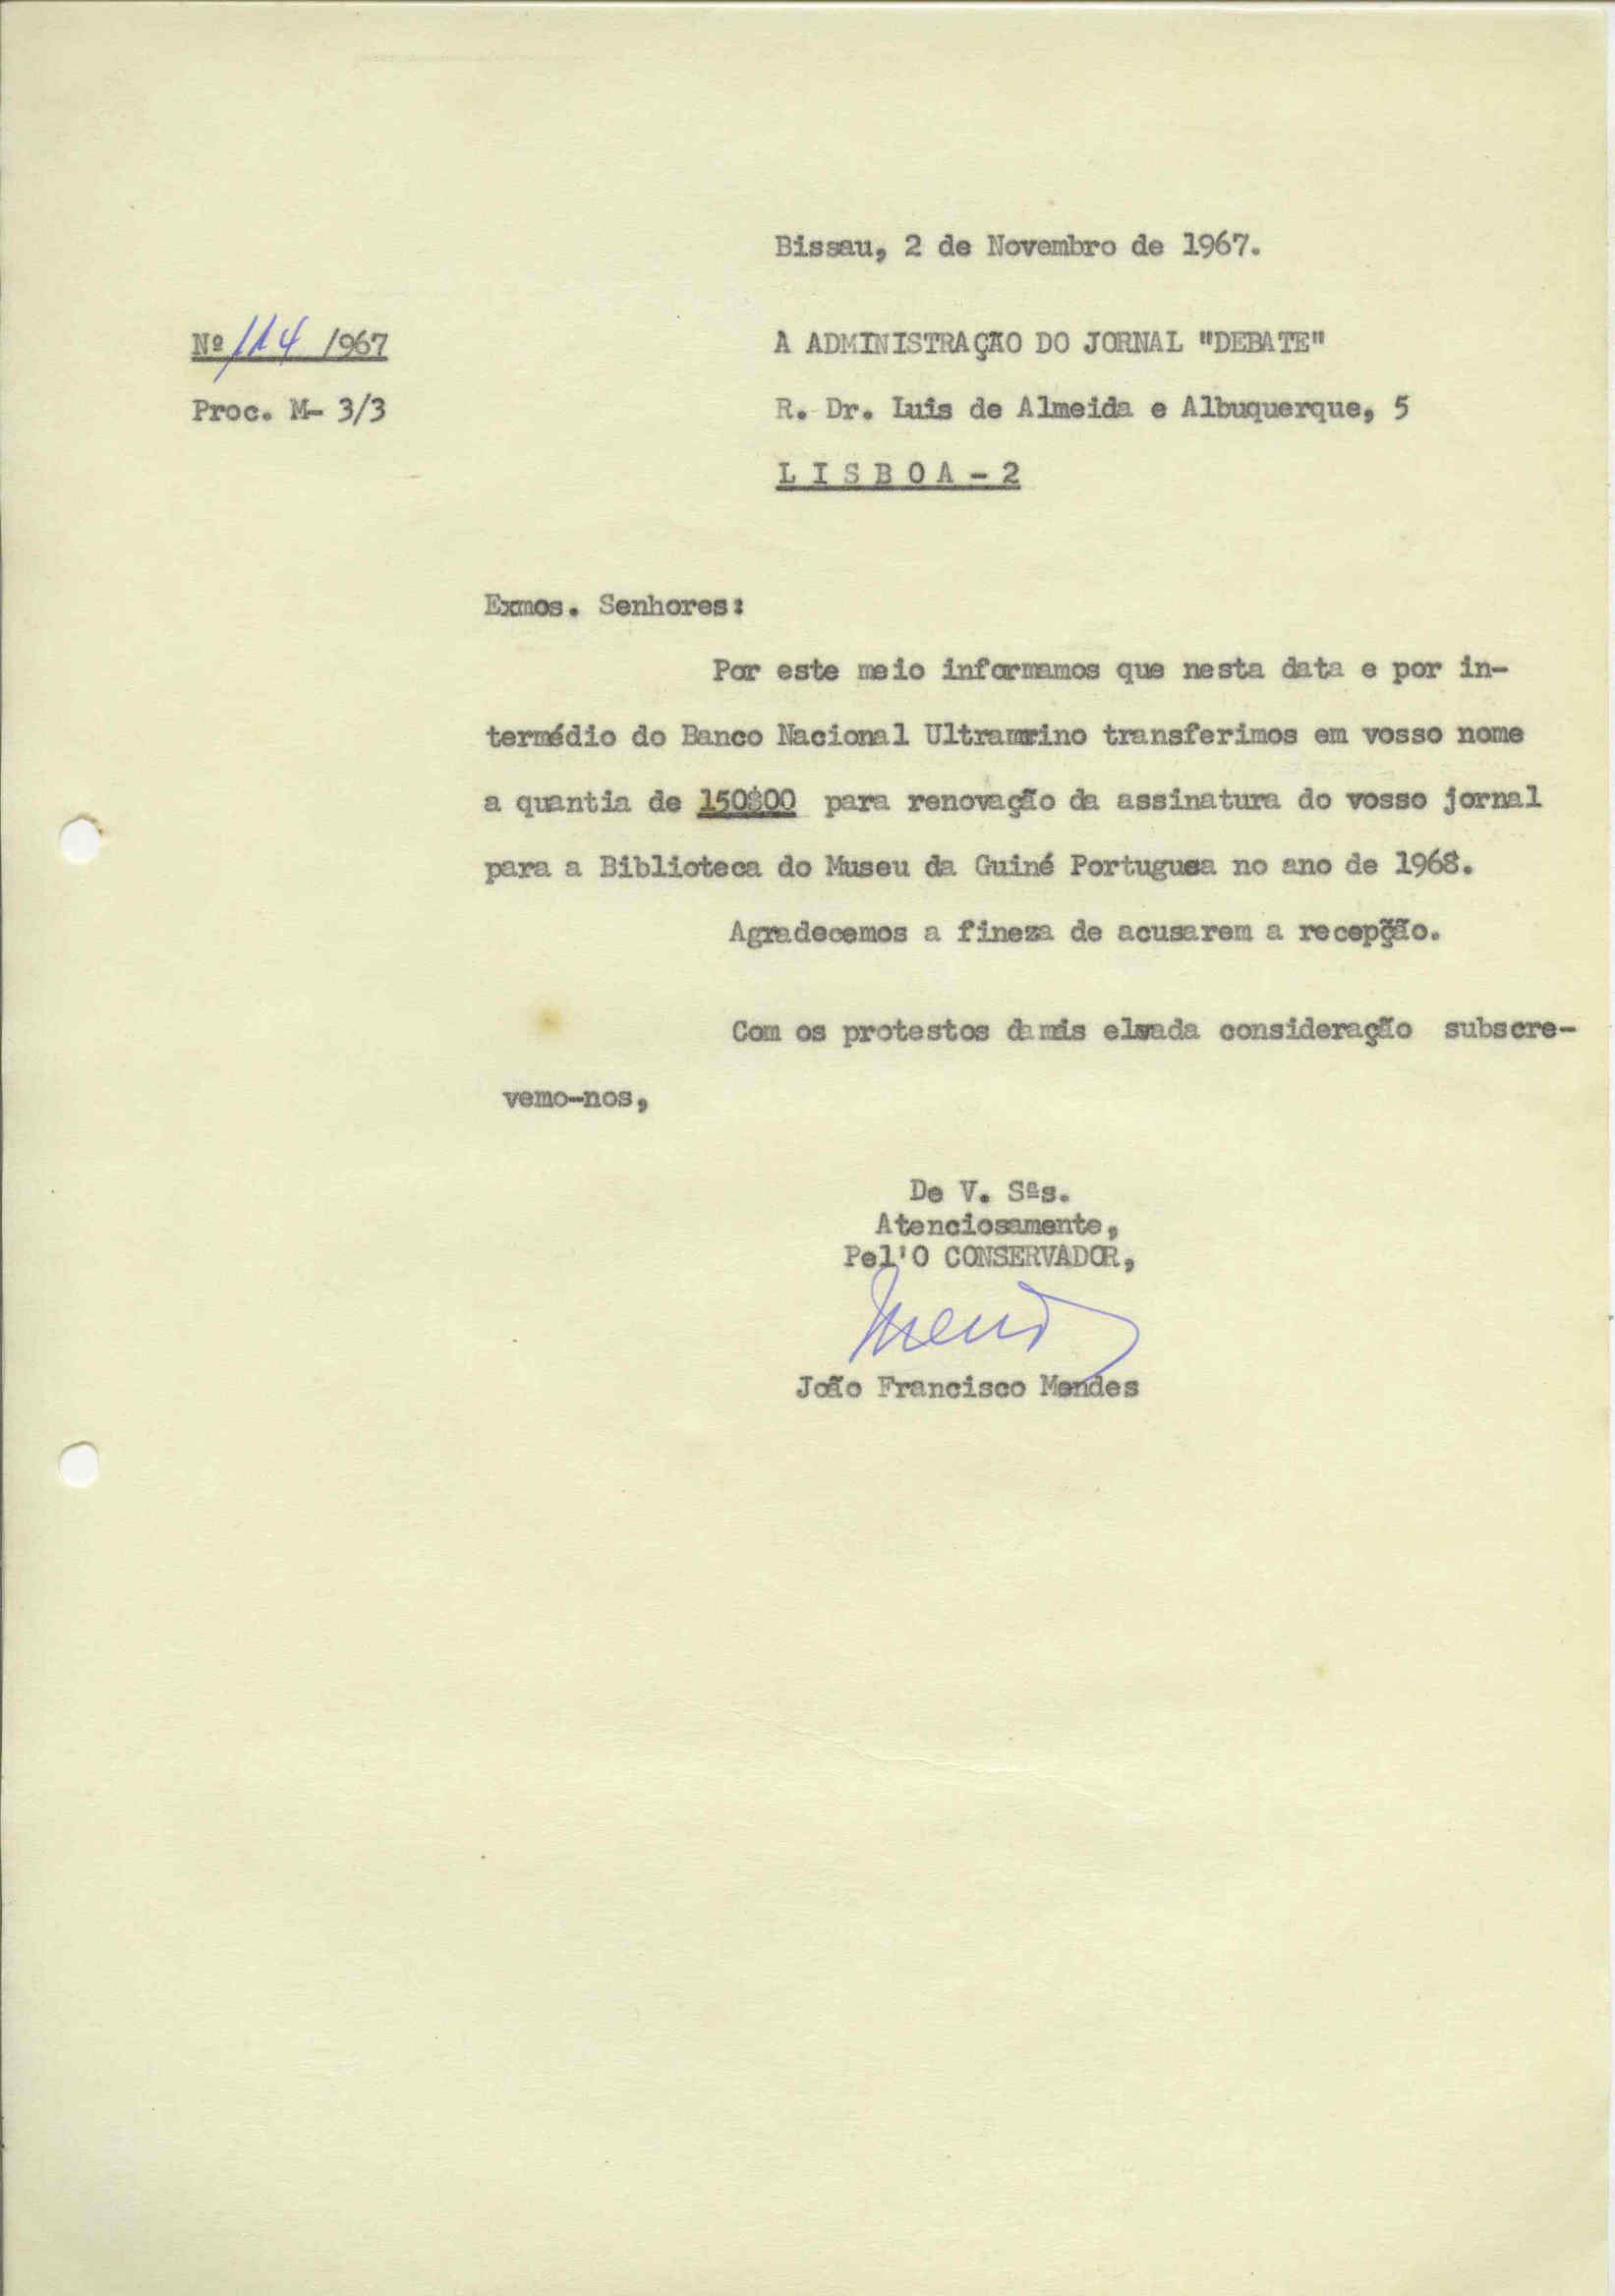 Bissau, 2 de Novembro de 1967.
Nº 114 /967
A ADMINISTRAÇÃO DO JORNAL "DEBATE"
Proc. M- 3/3
R. Dr. Luis de Almeida e Albuquerque, 5
L I S B O A - 2
Exmos. Senhores:
Por este meio informamos que nesta data e por in-
termédio do Banco Nacional Ultramrino transferimos em vosso nome
a quantia de 150$00 para renovação da assinatura do vosso jornal
para a Biblioteca do Museu da Guiné Portuguesa no ano de 1968.
Agradecemos a fineza de acusarem a recepção.
Com os protestos da mais elevada consideração subscre-
vemo-nos,
De V. Sªs.
Atenciosamente,
Pel'O CONSERVADOR,
Mend
João Francisco Mendes